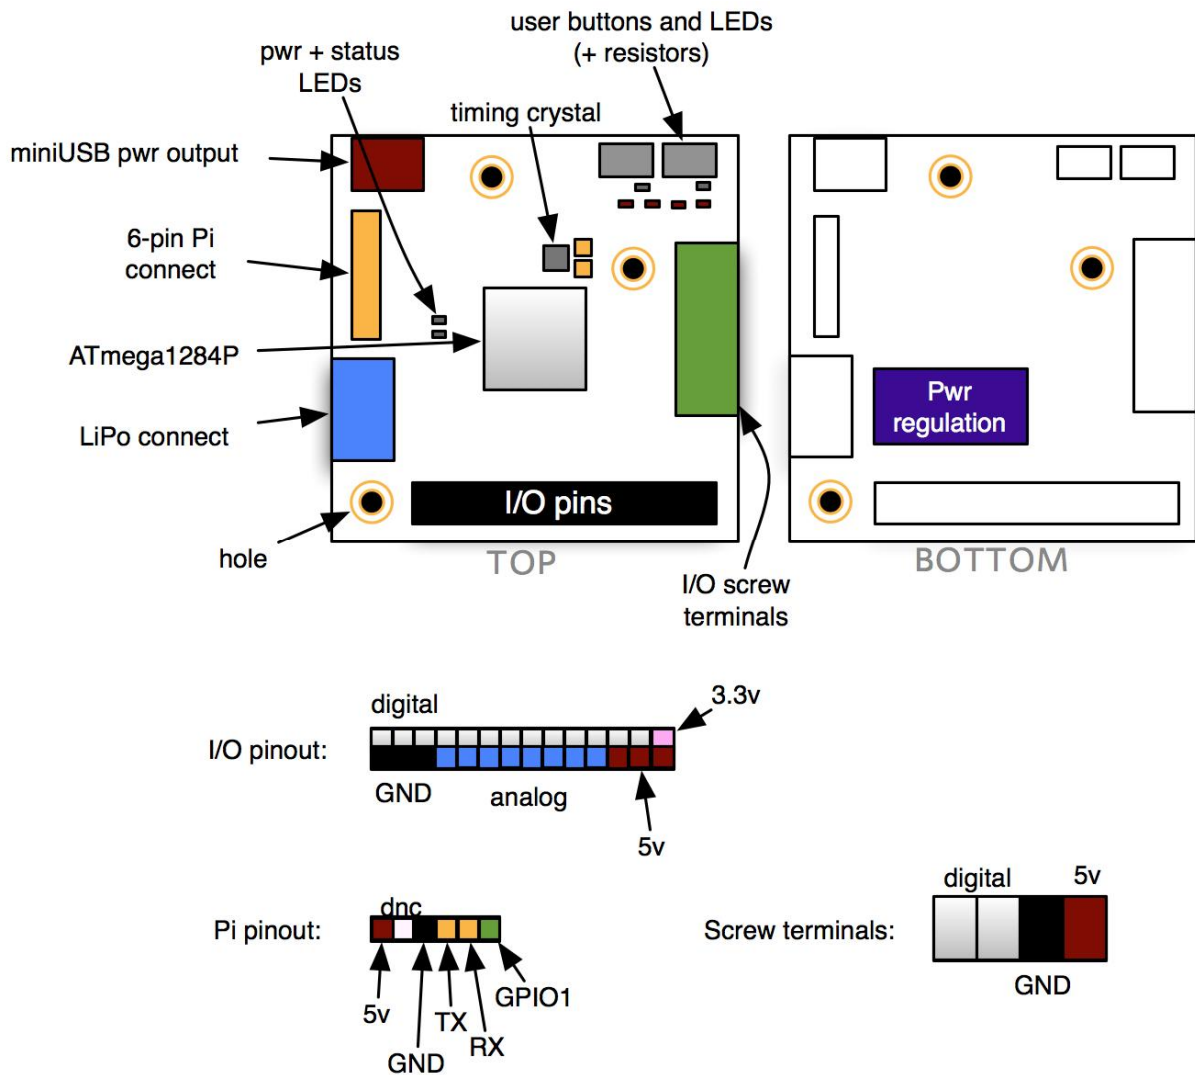 user buttons and LEDs
(+ resistors)
pwr + status
LEDs
timing crystal
miniUSB pwr output
6-pin Pi
connect
ATmega1284P
LiPo connect
hole
I/O pins
TOP
I/O screw
terminals
Pwr
regulation
BOTTOM
digital
3.3v
I/O pinout:
GND
analog
5v
dnc
Pi pinout:
5v
GND
TX
RX
GPIO1
digital
5v
Screw terminals:
GND